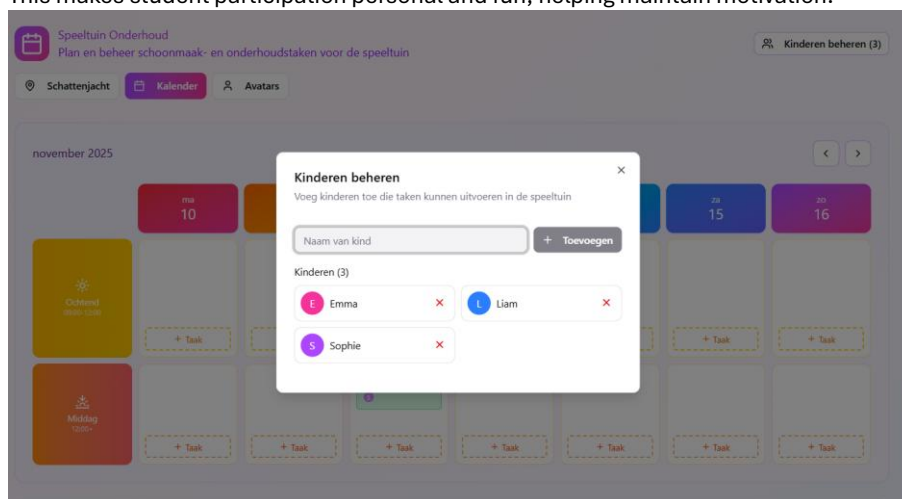 This makes student participation personal and fun, helping maintain motivation.
Speeltuin Onderhoud
Plan en beheer schoonmaak- en onderhoudstaken voor de speeltuin
Kinderen beheren (3)
Schattenjacht
Kalender
Avatars
november 2025
ma
10
za
15
zo
16
Kinderen beheren
Voeg kinderen toe die taken kunnen uitvoeren in de speeltuin
Naam van kind
+ Toevoegen
Kinderen (3)
E Emma
L Liam
S Sophie
Ochtend
+ Taak
+ Taak
+ Taak
Middag
12:00+
+ Taak
+ Taak
+ Taak
+ Taak
+ Taak
+ Taak
+ Taak